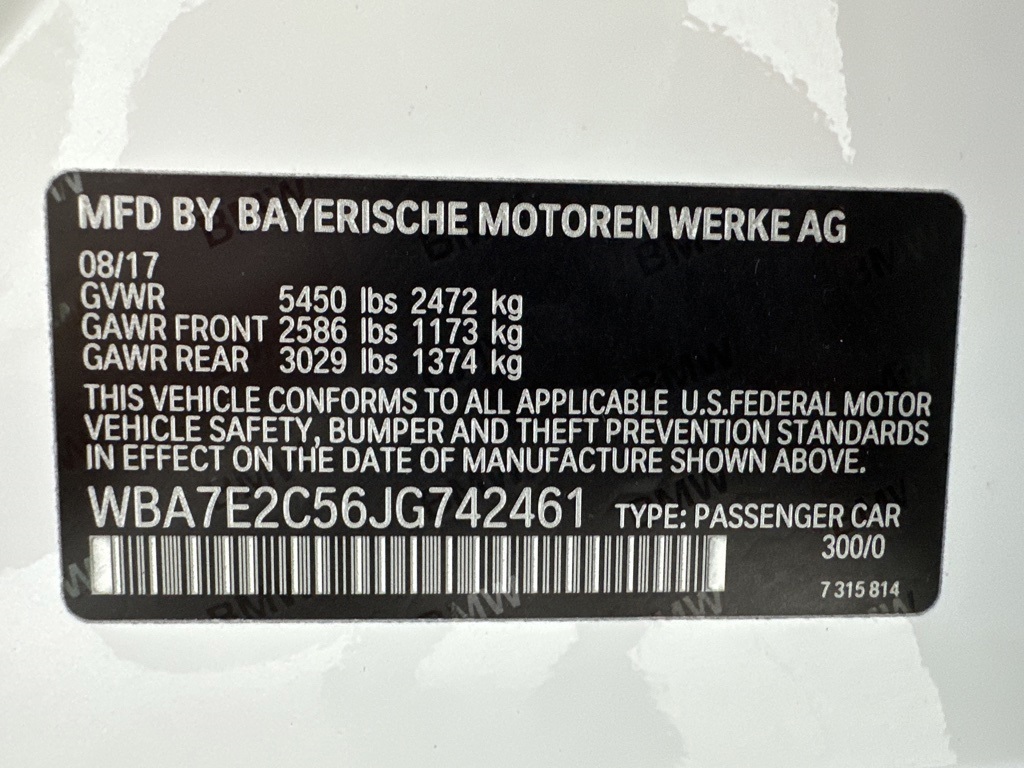 MFD BY BAYERISCHE MOTOREN WERKE AG
08/17
GVWR 5450 lbs 2472 kg
GAWR FRONT 2586 lbs 1173 kg
GAWR REAR 3029 lbs 1374 kg
THIS VEHICLE CONFORMS TO ALL APPLICABLE U.S.FEDERAL MOTOR
VEHICLE SAFETY, BUMPER AND THEFT PREVENTION STANDARDS
IN EFFECT ON THE DATE OF MANUFACTURE SHOWN ABOVE.
WBA7E2C56JG742461 TYPE: PASSENGER CAR
300/0
7 315 814